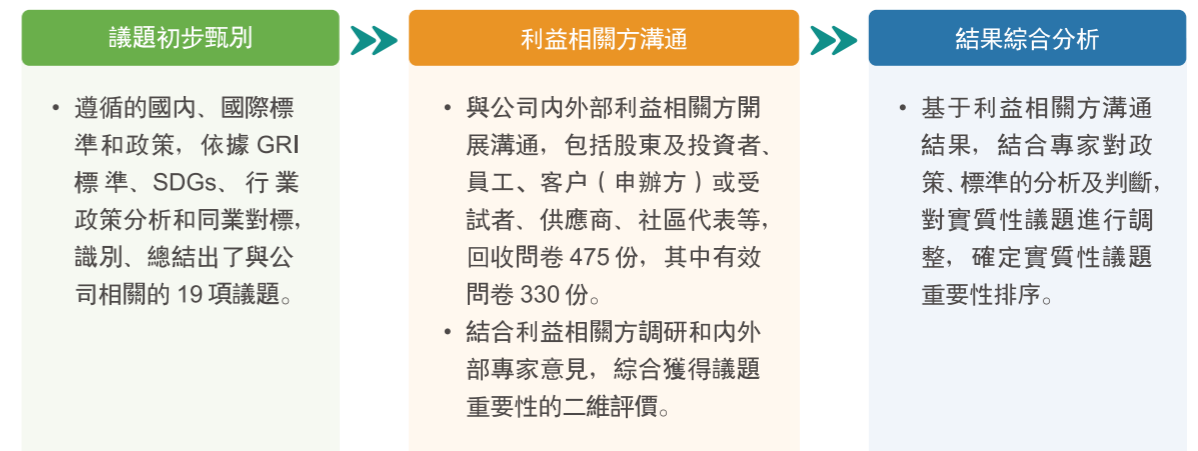 議題初步甄別
• 遵循的國内、國際標
準和政策，依據 GRI
標準、SDGs、行業
政策分析和同業對標，
識別、總結出了與公
司相關的 19 項議題。
利益相關方溝通
• 與公司内外部利益相關方開
展溝通，包括股東及投資者、
員工、客户（申辦方）或受
試者、供應商、社區代表等，
回收問卷 475 份，其中有效
問卷 330 份。
• 結合利益相關方調研和内外
部專家意見，綜合獲得議題
重要性的二維評價。
結果綜合分析
• 基于利益相關方溝通
結果，結合專家對政
策、標準的分析及判斷，
對實質性議題進行調
整，確定實質性議題
重要性排序。